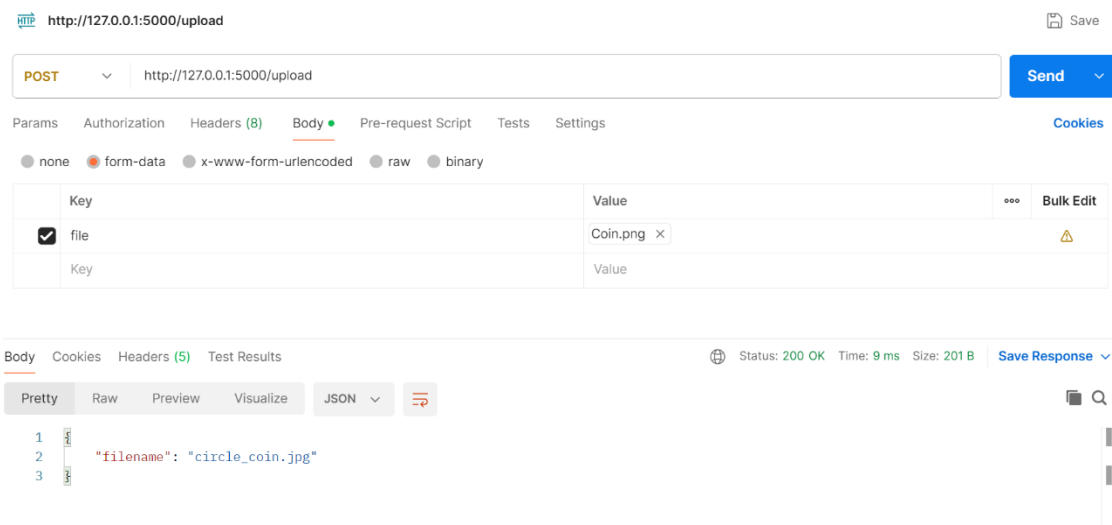 HTTP http://127.0.0.1:5000/upload Save
POST http://127.0.0.1:5000/upload Send
Params Authorization Headers (8) Body Pre-request Script Tests Settings Cookies
none form-data x-www-form-urlencoded raw binary
Key Value ooo Bulk Edit
file Coin.png ×
Key Value
Body Cookies Headers (5) Test Results Status: 200 OK Time: 9 ms Size: 201 B Save Response
Pretty Raw Preview Visualize JSON
1 {
2 "filename": "circle_coin.jpg"
3 }